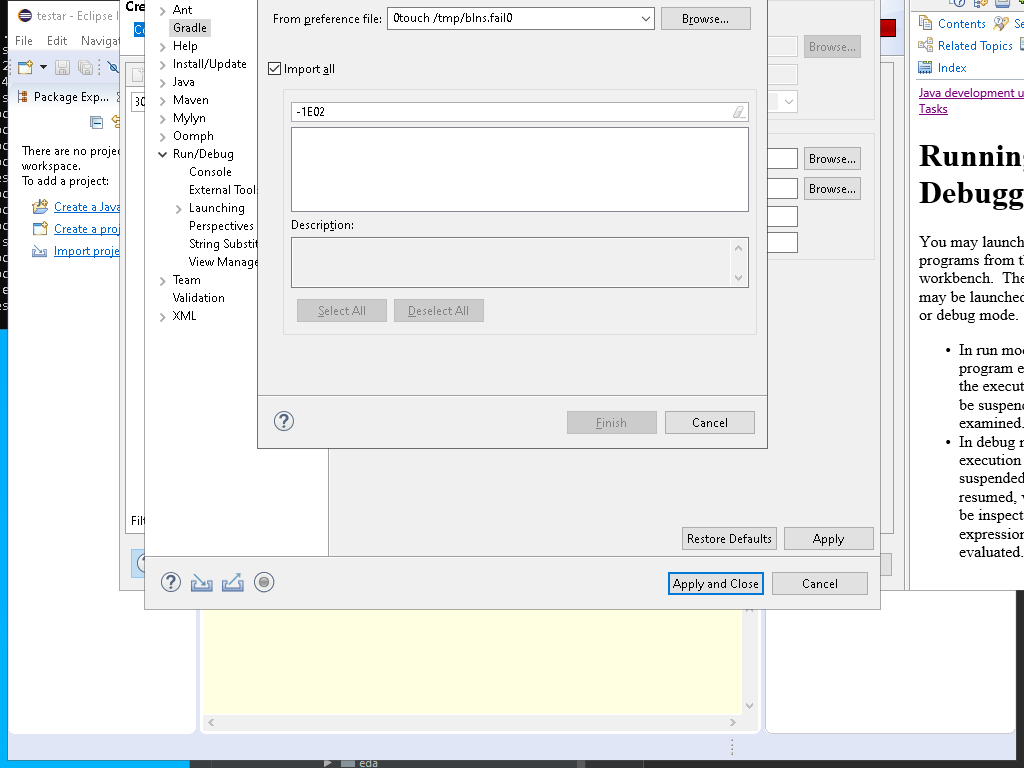 testar - Eclipse I
File Edit Navigat
Package Exp...
There are no projec
workspace.
To add a project:
Create a Java
Create a proj
Import proje
Cre
30
Filt
Ant
Gradle
Help
Install/Update
Java
Maven
Mylyn
Oomph
Run/Debug
Console
External Tools
Launching
Perspectives
String Substit
View Manage
Team
Validation
XML
From preference file: 0touch /tmp/blns.fail0 Browse...
Import all
-1E02
Description:
Select All Deselect All
Finish Cancel
Browse...
Browse...
Browse...
Restore Defaults Apply
Apply and Close Cancel
Contents Se
Related Topics
Index
Java development u
Tasks
Running
Debugg
You may launch
programs from th
workbench. The
may be launched
or debug mode.
• In run mod
program e
the execut
be suspend
examined.
• In debug m
execution
suspended
resumed, v
be inspect
expression
evaluated.
eda